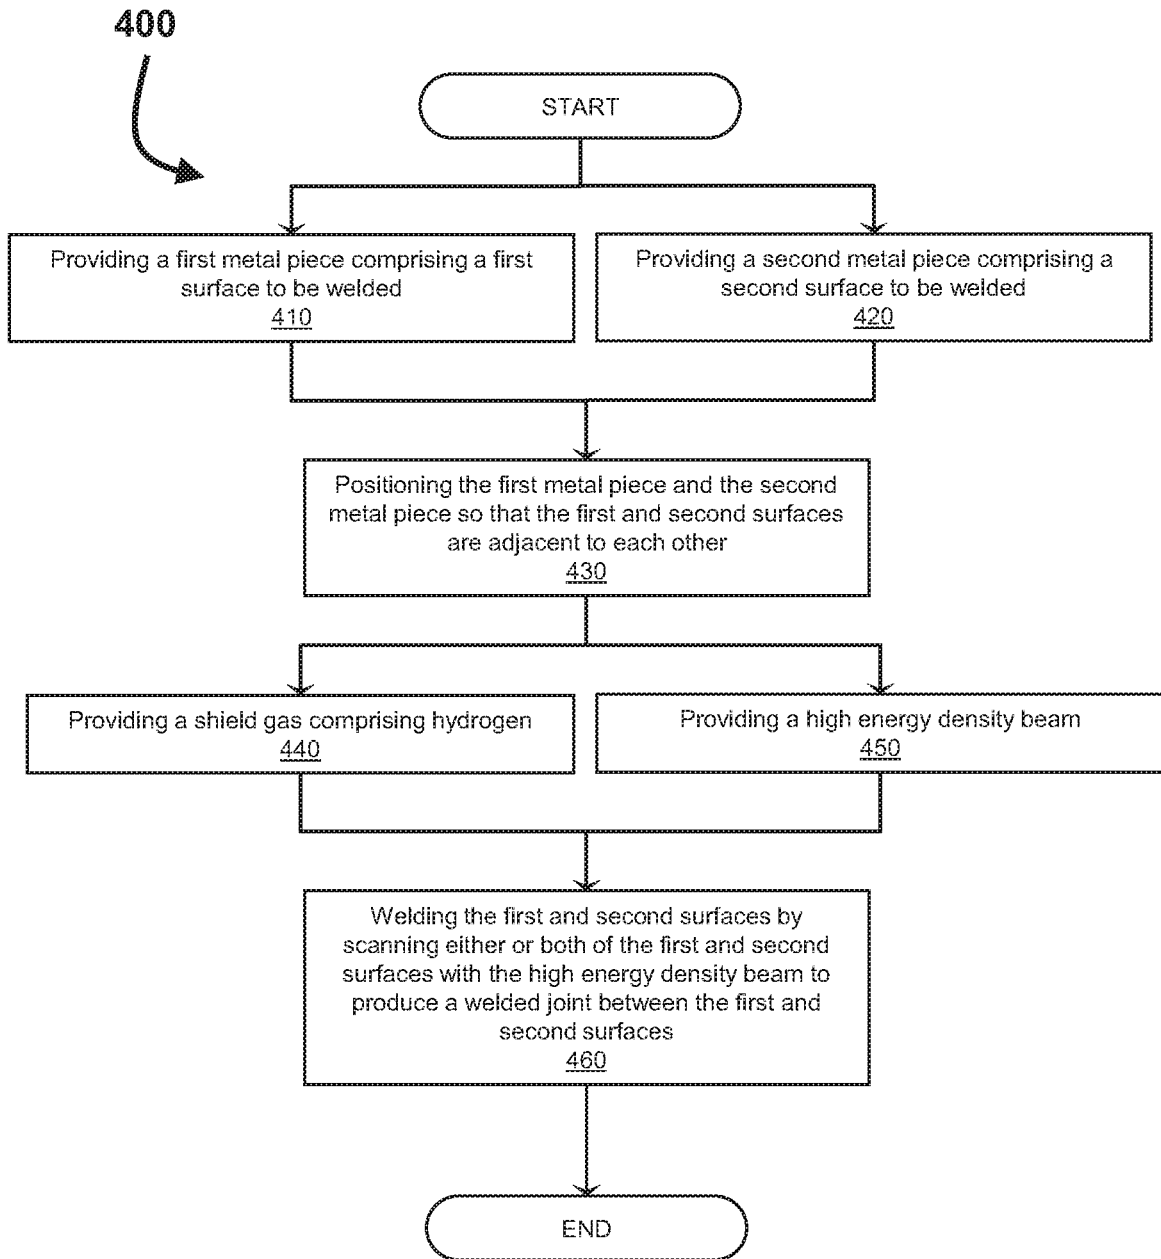 400
START
Providing a first metal piece comprising a first
surface to be welded
410
Providing a second metal piece comprising a
second surface to be welded
420
Positioning the first metal piece and the second
metal piece so that the first and second surfaces
are adjacent to each other
430
Providing a shield gas comprising hydrogen
440
Providing a high energy density beam
450
Welding the first and second surfaces by
scanning either or both of the first and second
surfaces with the high energy density beam to
produce a welded joint between the first and
second surfaces
460
END